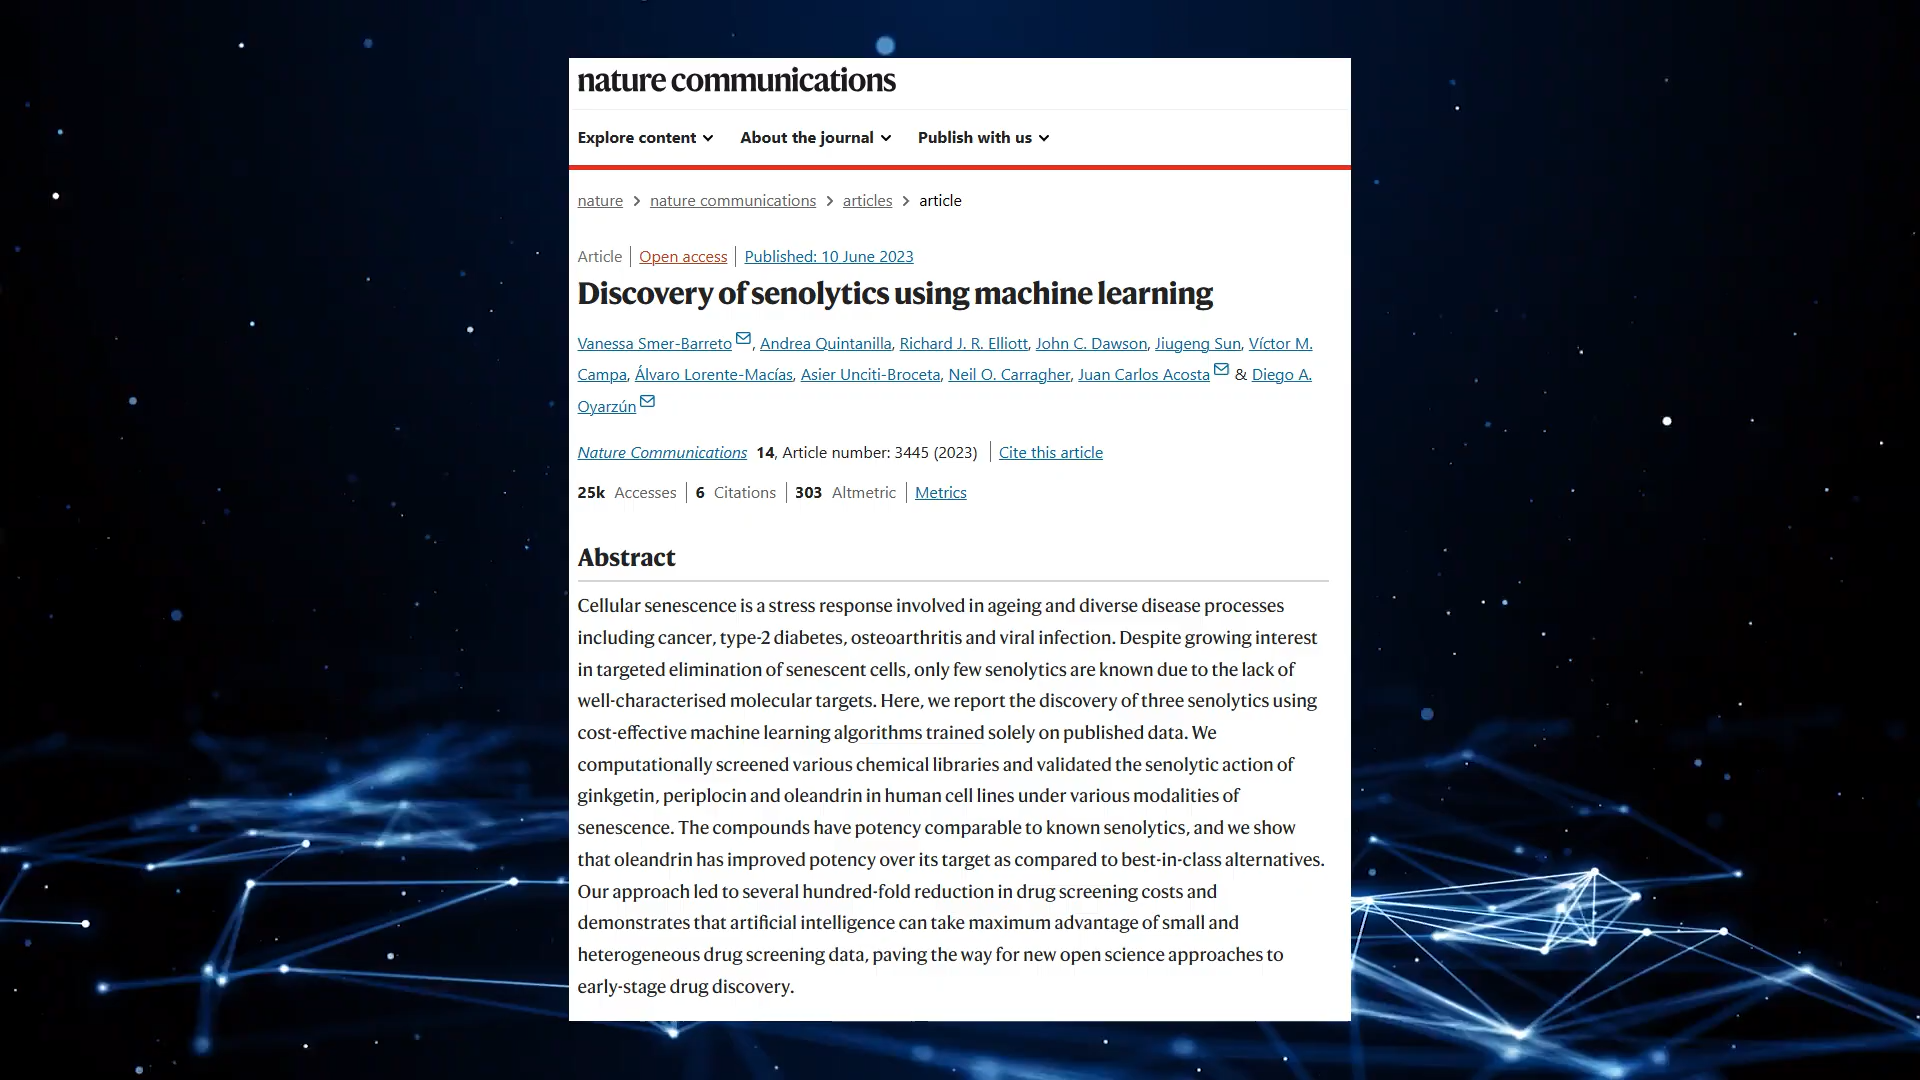 nature communications
Explore content About the journal Publish with us
nature > nature communications > articles > article
Article | Open access | Published: 10 June 2023
Discovery of senolytics using machine learning
Vanessa Smer-Barreto, Andrea Quintanilla, Richard J. R. Elliott, John C. Dawson, Jiugeng Sun, Víctor M.
Campa, Álvaro Lorente-Macías, Asier Unciti-Broceta, Neil O. Carragher, Juan Carlos Acosta & Diego A.
Oyarzún
Nature Communications 14, Article number: 3445 (2023) | Cite this article
25k Accesses | 6 Citations | 303 Altmetric | Metrics
Abstract
Cellular senescence is a stress response involved in ageing and diverse disease processes
including cancer, type-2 diabetes, osteoarthritis and viral infection. Despite growing interest
in targeted elimination of senescent cells, only few senolytics are known due to the lack of
well-characterised molecular targets. Here, we report the discovery of three senolytics using
cost-effective machine learning algorithms trained solely on published data. We
computationally screened various chemical libraries and validated the senolytic action of
ginkgetin, periplocin and oleandrin in human cell lines under various modalities of
senescence. The compounds have potency comparable to known senolytics, and we show
that oleandrin has improved potency over its target as compared to best-in-class alternatives.
Our approach led to several hundred-fold reduction in drug screening costs and
demonstrates that artificial intelligence can take maximum advantage of small and
heterogeneous drug screening data, paving the way for new open science approaches to
early-stage drug discovery.